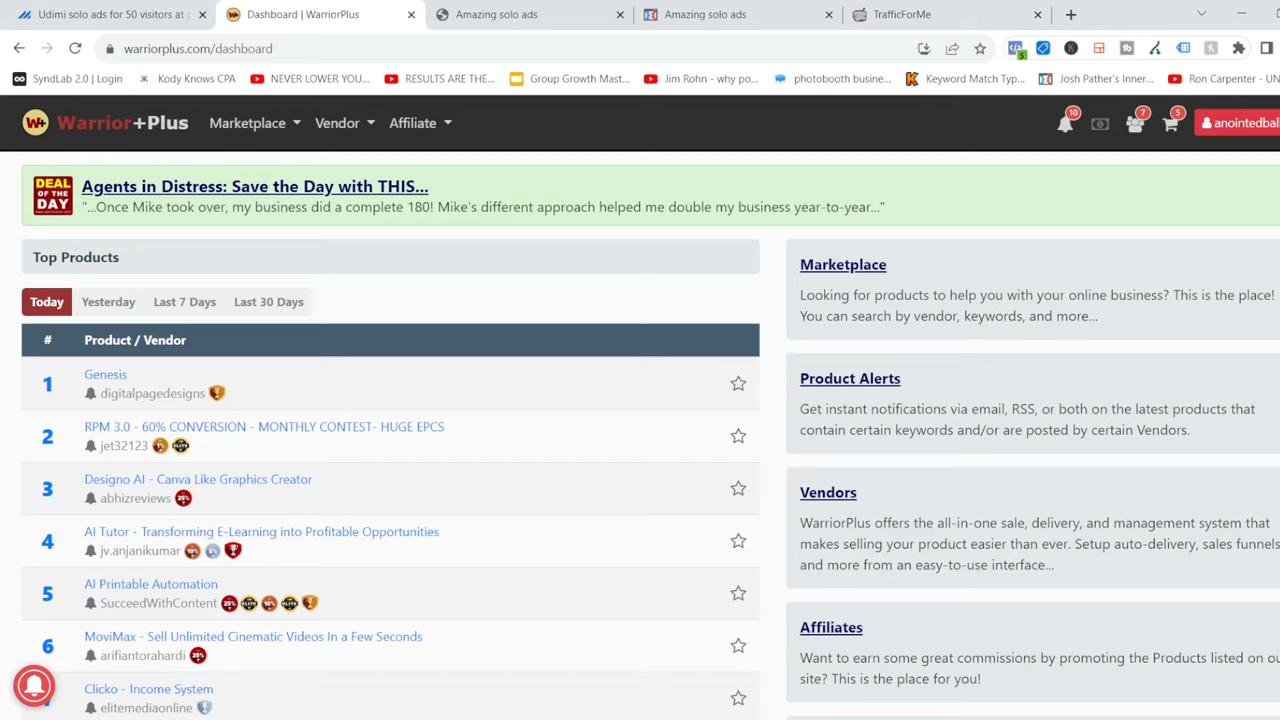 Udimi solo ads for 50 visitors at
Dashboard | WarriorPlus
Amazing solo ads
Amazing solo ads
TrafficForMe
warriorplus.com/dashboard
SyndLab 2.0 | Login
Kody Knows CPA
NEVER LOWER YOU...
RESULTS ARE THE...
Group Growth Mast...
Jim Rohn - why po...
photobooth busine...
Keyword Match Typ...
Josh Pather's Inner...
Ron Carpenter - UN
W+ Warrior+Plus
Marketplace
Vendor
Affiliate
10
7
5
anointedball
DEAL OF THE DAY
Agents in Distress: Save the Day with THIS...
"...Once Mike took over, my business did a complete 180! Mike's different approach helped me double my business year-to-year..."
Top Products
Today
Yesterday
Last 7 Days
Last 30 Days
# Product / Vendor
1 Genesis
digitalpagedesigns
2 RPM 3.0 - 60% CONVERSION - MONTHLY CONTEST- HUGE EPCS
jet32123
3 Designo AI - Canva Like Graphics Creator
abhizreviews
4 AI Tutor - Transforming E-Learning into Profitable Opportunities
jv.anjanikumar
5 AI Printable Automation
SucceedWithContent
6 MoviMax - Sell Unlimited Cinematic Videos In a Few Seconds
arifiantorahardi
Clicko - Income System
elitemediaonline
Marketplace
Looking for products to help you with your online business? This is the place!
You can search by vendor, keywords, and more...
Product Alerts
Get instant notifications via email, RSS, or both on the latest products that
contain certain keywords and/or are posted by certain Vendors.
Vendors
WarriorPlus offers the all-in-one sale, delivery, and management system that
makes selling your product easier than ever. Setup auto-delivery, sales funnels
and more from an easy-to-use interface...
Affiliates
Want to earn some great commissions by promoting the Products listed on ou
site? This is the place for you!